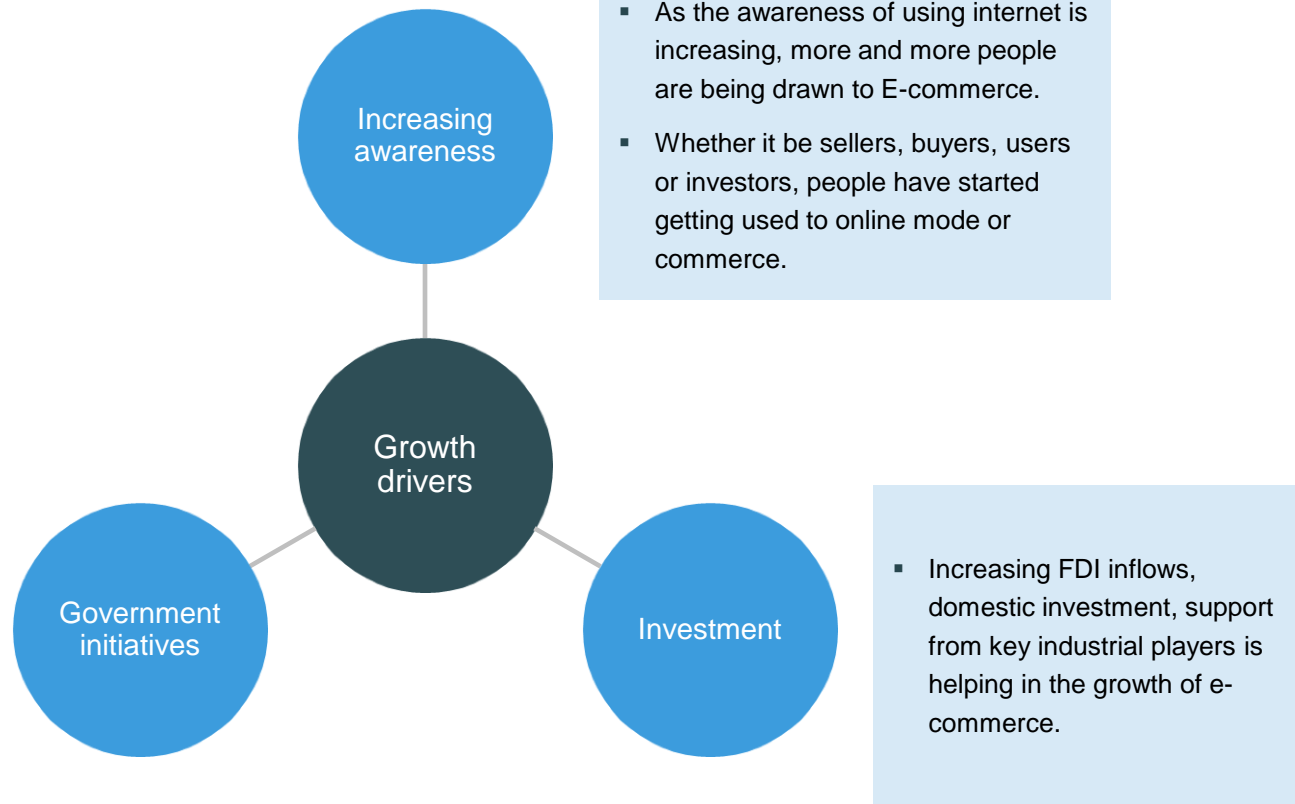 ▪ As the awareness of using internet is
increasing, more and more people
are being drawn to E-commerce.
▪ Whether it be sellers, buyers, users
or investors, people have started
getting used to online mode or
commerce.
Increasing
awareness
Growth
drivers
Government
initiatives
Investment
▪ Increasing FDI inflows,
domestic investment, support
from key industrial players is
helping in the growth of e-
commerce.